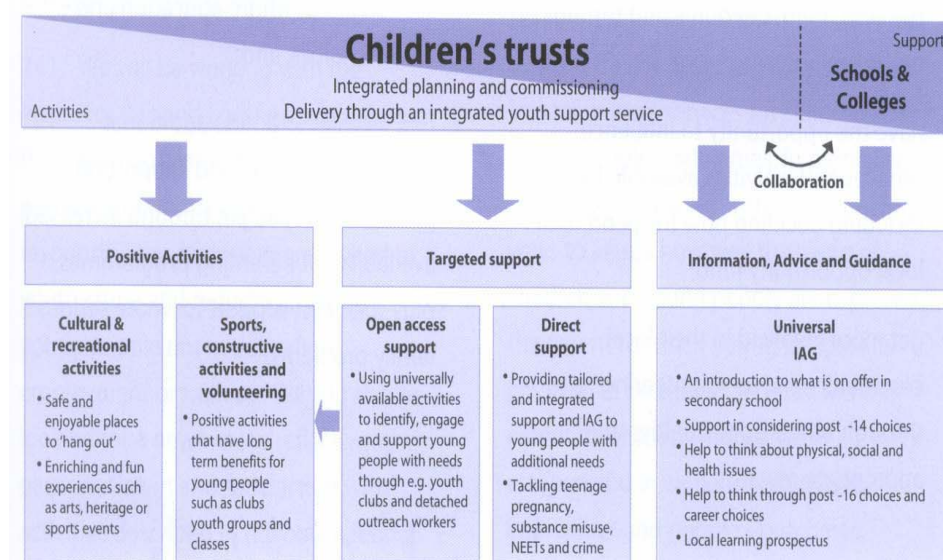 Children's trusts
Integrated planning and commissioning
Delivery through an integrated youth support service
Activities
Support
Schools &
Colleges
Collaboration
Positive Activities
Targeted support
Information, Advice and Guidance
Cultural &
recreational
activities
• Safe and
enjoyable places
to 'hang out'
• Enriching and fun
experiences such
as arts, heritage or
sports events
Sports,
constructive
activities and
volunteering
• Positive activities
that have long
term benefits for
young people
such as clubs
youth groups and
classes
Open access
support
• Using universally
available activities
to identify, engage
and support young
people with needs
through e.g. youth
clubs and detached
outreach workers
Direct
support
• Providing tailored
and integrated
support and IAG to
young people with
additional needs
• Tackling teenage
pregnancy,
substance misuse,
NEETs and crime
Universal
IAG
• An introduction to what is on offer in
secondary school
• Support in considering post -14 choices
• Help to think about physical, social and
health issues
• Help to think through post -16 choices and
career choices
• Local learning prospectus